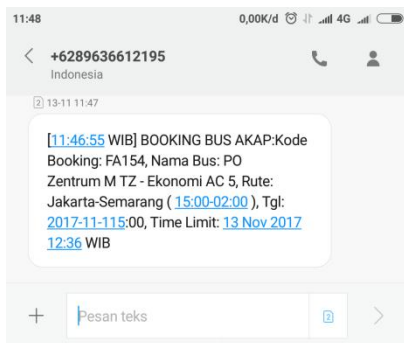 11:48
0,00K/d 4G
+6289636612195
Indonesia
2 13-11 11:47
[11:46:55 WIB] BOOKING BUS AKAP:Kode
Booking: FA154, Nama Bus: PO
Zentrum M TZ - Ekonomi AC 5, Rute:
Jakarta-Semarang ( 15:00-02:00 ), Tgl:
2017-11-115:00, Time Limit: 13 Nov 2017
12:36 WIB
Pesan teks
2